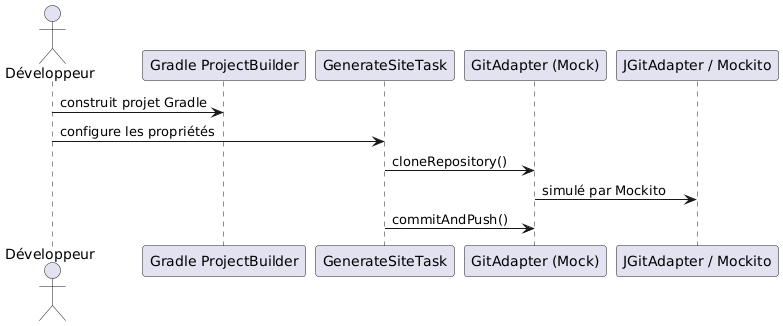 Développeur
Gradle ProjectBuilder
GenerateSiteTask
GitAdapter (Mock)
JGitAdapter / Mockito
construit projet Gradle
configure les propriétés
cloneRepository()
simulé par Mockito
commitAndPush()
Développeur
Gradle ProjectBuilder
GenerateSiteTask
GitAdapter (Mock)
JGitAdapter / Mockito